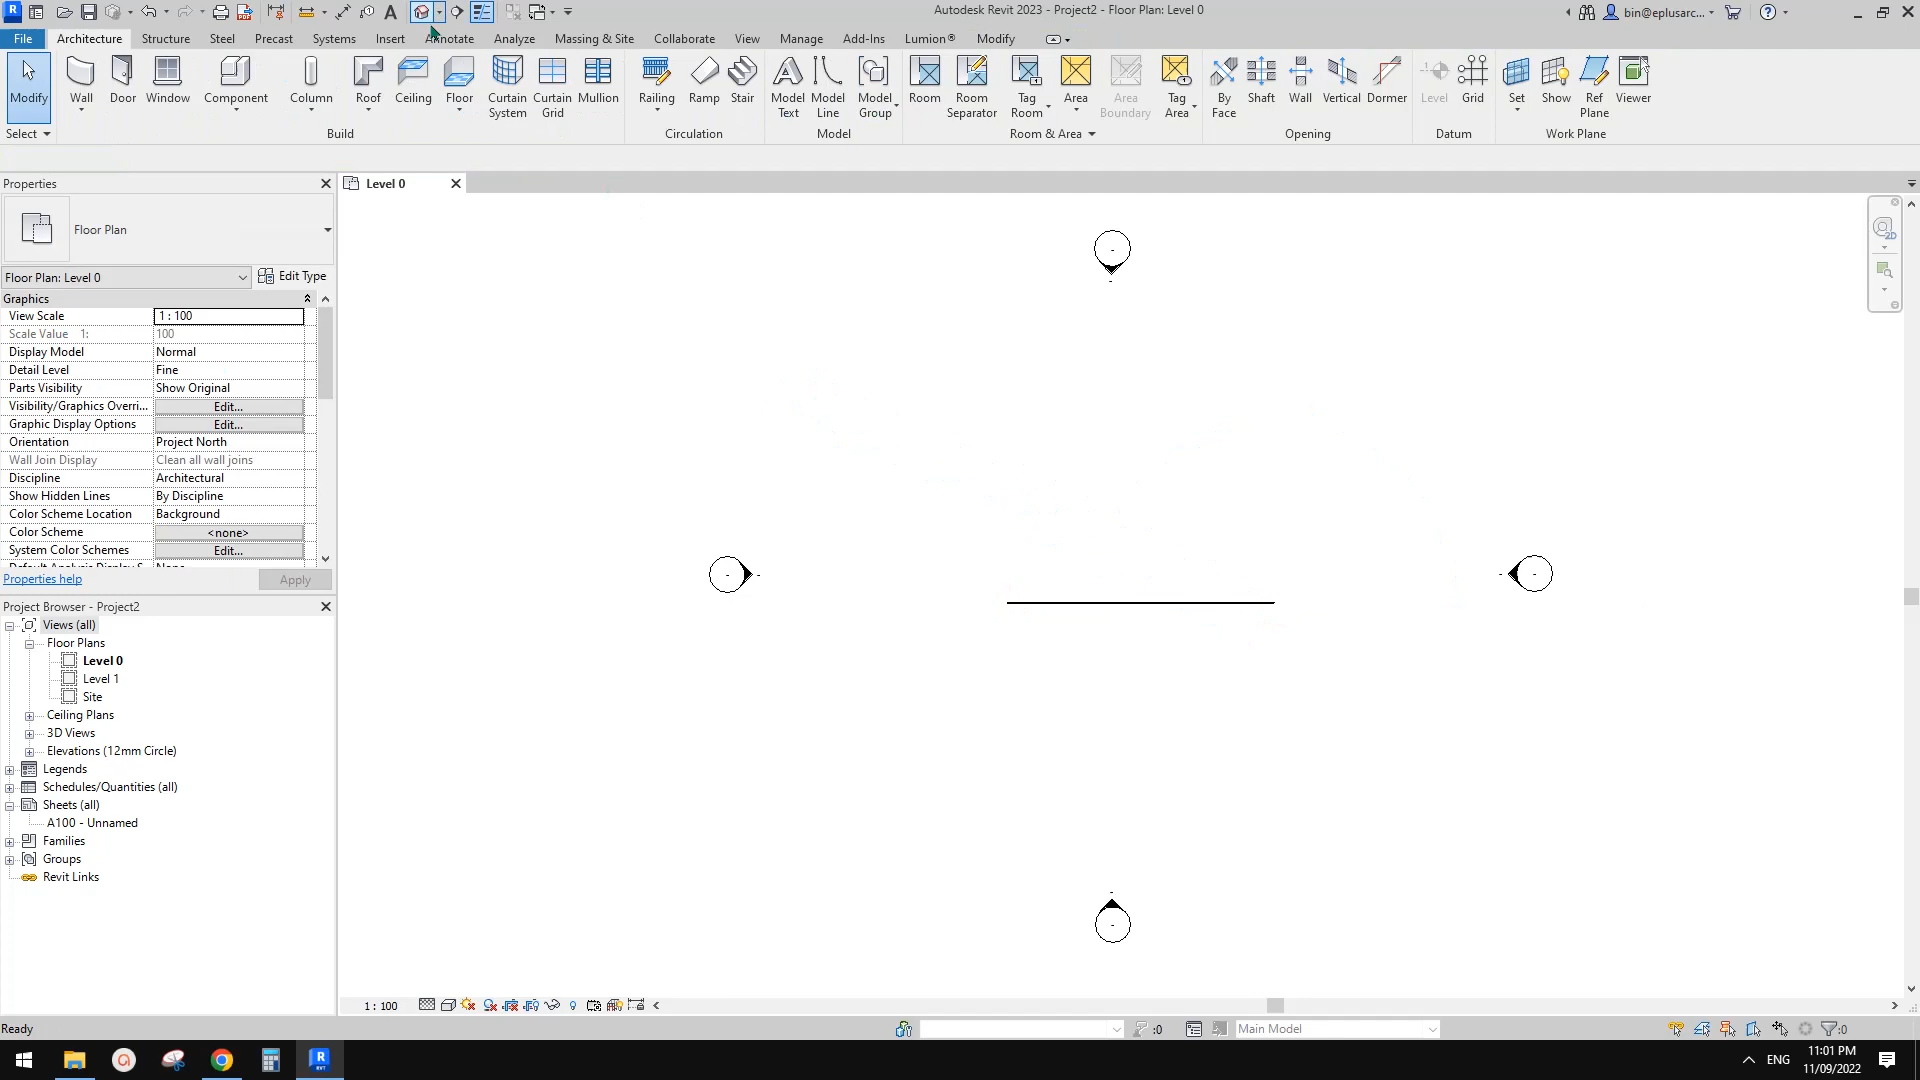 Autodesk Revit 2023 - Project2 - Floor Plan: Level 0
bin@eplusarc...
File Architecture Structure Steel Precast Systems Insert Annotate Analyze Massing & Site Collaborate View Manage Add-Ins Lumion® Modify
Modify Wall Door Window Component Column Roof Ceiling Floor Curtain System Curtain Grid Mullion Railing Ramp Stair Model Text Model Line Model Group Room Room Separator Tag Room Area Area Boundary Tag Area By Face Shaft Wall Vertical Dormer Level Grid Set Show Ref Plane Viewer
Select Build Circulation Model Room & Area Opening Datum Work Plane
Properties
Level 0
Floor Plan
Floor Plan: Level 0 Edit Type
Graphics
View Scale 1 : 100
Scale Value 1: 100
Display Model Normal
Detail Level Fine
Parts Visibility Show Original
Visibility/Graphics Overri... Edit...
Graphic Display Options Edit...
Orientation Project North
Wall Join Display Clean all wall joins
Discipline Architectural
Show Hidden Lines By Discipline
Color Scheme Location Background
Color Scheme <none>
System Color Schemes Edit...
Properties help Apply
Project Browser - Project2
Views (all)
Floor Plans
Level 0
Level 1
Site
Ceiling Plans
3D Views
Elevations (12mm Circle)
Legends
Schedules/Quantities (all)
Sheets (all)
A100 - Unnamed
Families
Groups
Revit Links
1 : 100
Ready
:0
Main Model
:0
ENG
11:01 PM
11/09/2022